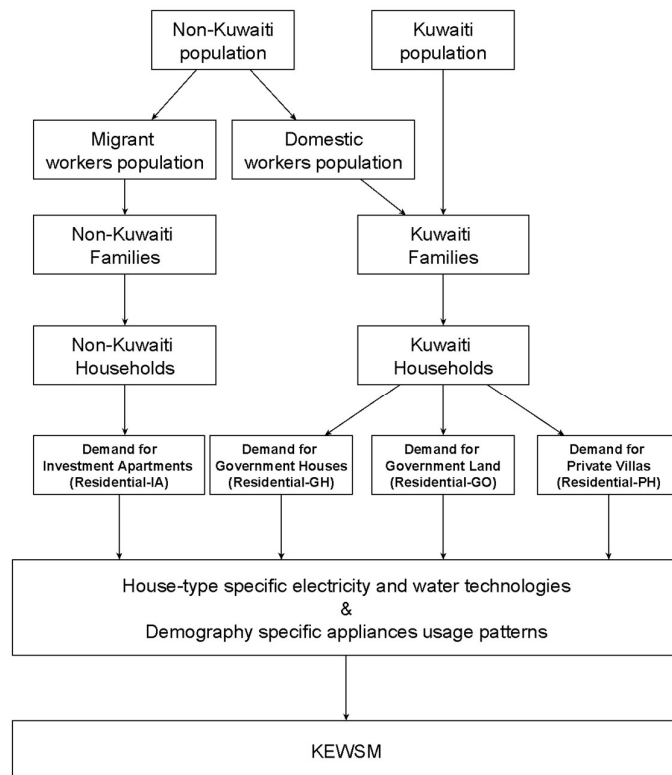 Non-Kuwaiti
population
Kuwaiti
population
Migrant
workers population
Domestic
workers population
Non-Kuwaiti
Families
Kuwaiti
Families
Non-Kuwaiti
Households
Kuwaiti
Households
Demand for
Investment Apartments
(Residential-IA)
Demand for
Government Houses
(Residential-GH)
Demand for
Government Land
(Residential-GO)
Demand for
Private Villas
(Residential-PH)
House-type specific electricity and water technologies
&
Demography specific appliances usage patterns
KEWSM